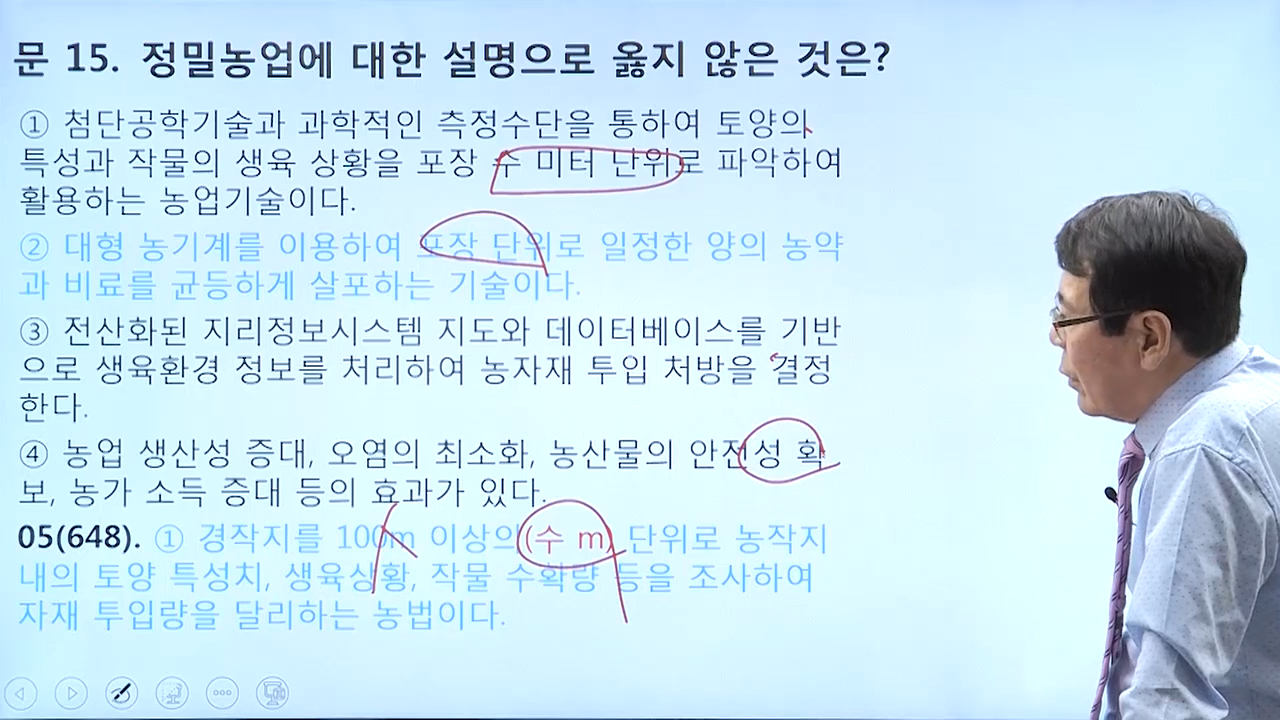 문 15. 정밀농업에 대한 설명으로 옳지 않은 것은?
① 첨단공학기술과 과학적인 측정수단을 통하여 토양의
특성과 작물의 생육 상황을 포장 수 미터 단위로 파악하여
활용하는 농업기술이다.
② 대형 농기계를 이용하여 포장 단위로 일정한 양의 농약
과 비료를 균등하게 살포하는 기술이다.
③ 전산화된 지리정보시스템 지도와 데이터베이스를 기반
으로 생육환경 정보를 처리하여 농자재 투입 처방을 결정
한다.
④ 농업 생산성 증대, 오염의 최소화, 농산물의 안전성 확
보, 농가 소득 증대 등의 효과가 있다.
05(648). ① 경작지를 100m 이상의(수 m) 단위로 농작지
내의 토양 특성치, 생육상황, 작물 수확량 등을 조사하여
자재 투입량을 달리하는 농법이다.